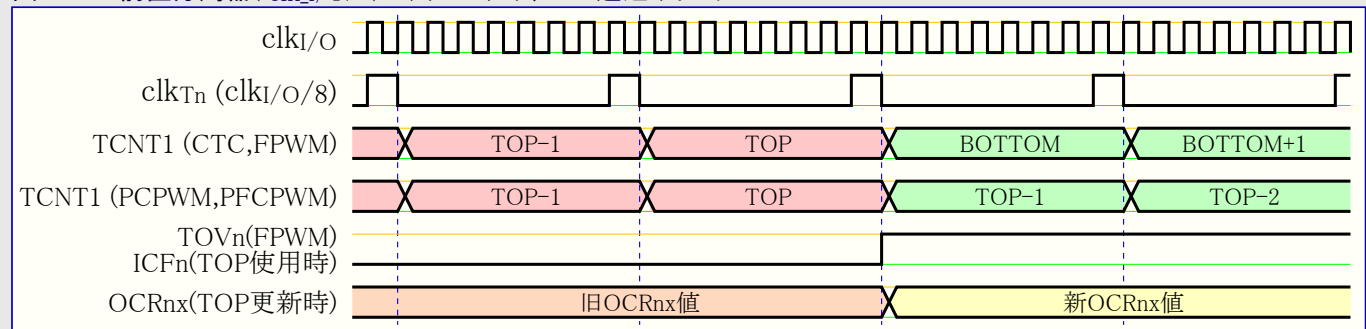 clkI/O
clkTn (clkI/O/8)
TCNT1 (CTC,FPWM) TOP-1 TOP BOTTOM BOTTOM+1
TCNT1 (PCPWM,PFCPWM) TOP-1 TOP TOP-1 TOP-2
TOVn(FPWM)
ICFn(TOP使用時)
OCRnx(TOP更新時) 旧OCRnx値 新OCRnx値